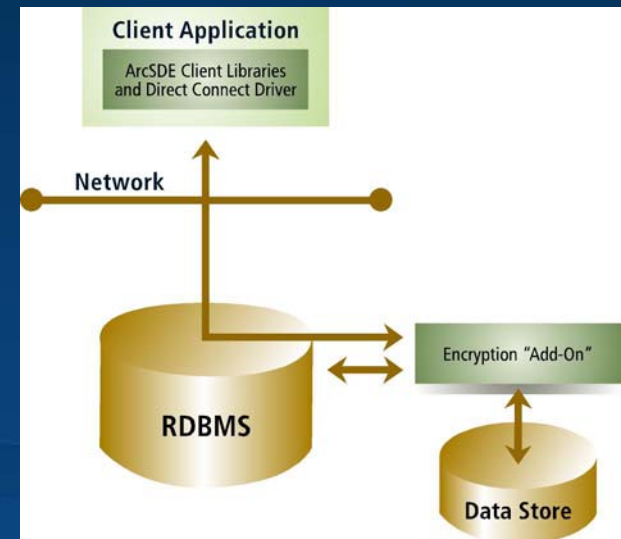 Client Application
ArcSDE Client Libraries
and Direct Connect Driver
Network
RDBMS
Encryption "Add-On"
Data Store